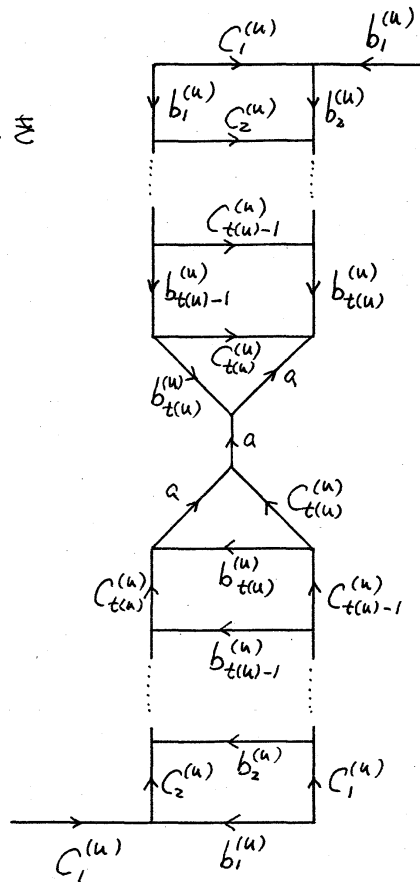 C_1^{(u)} b_1^{(u)}
b_1^{(u)} b_2^{(u)}
C_2^{(u)}
C_{t(u)-1}^{(u)}
b_{t(u)-1}^{(u)} b_{t(u)}^{(u)}
C_{t(u)}^{(u)}
b_{t(u)}^{(u)} a
a
a C_{t(u)}^{(u)}
b_{t(u)}^{(u)}
C_{t(u)}^{(u)} C_{t(u)-1}^{(u)}
b_{t(u)-1}^{(u)}
b_2^{(u)}
C_2^{(u)} C_1^{(u)}
C_1^{(u)} b_1^{(u)}